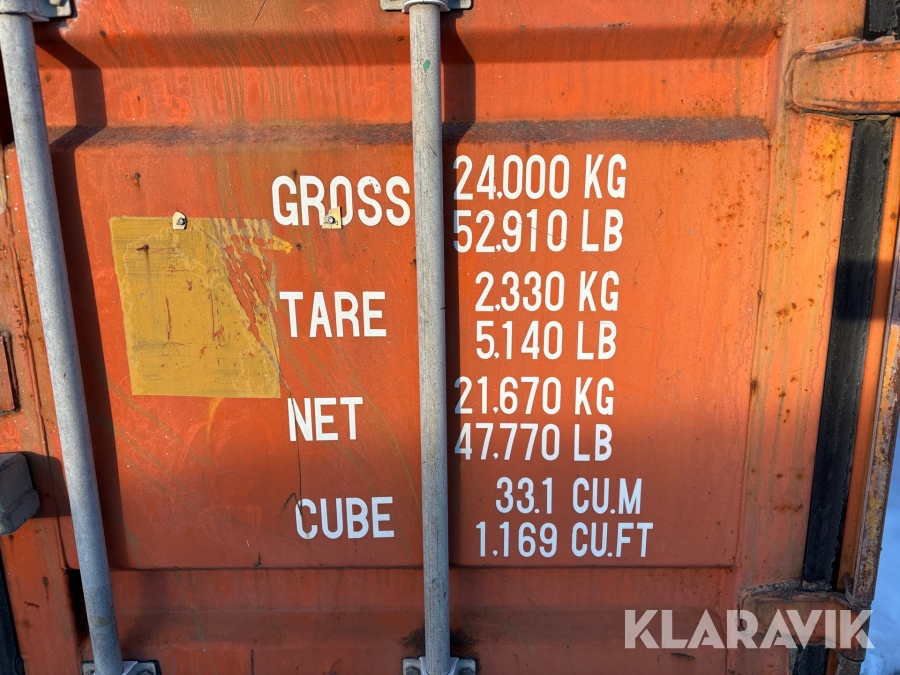 GROSS 24,000 KG
52,910 LB
TARE 2,330 KG
5,140 LB
NET 21,670 KG
47,770 LB
CUBE 33.1 CU.M
1,169 CU.FT
KLARAVIK